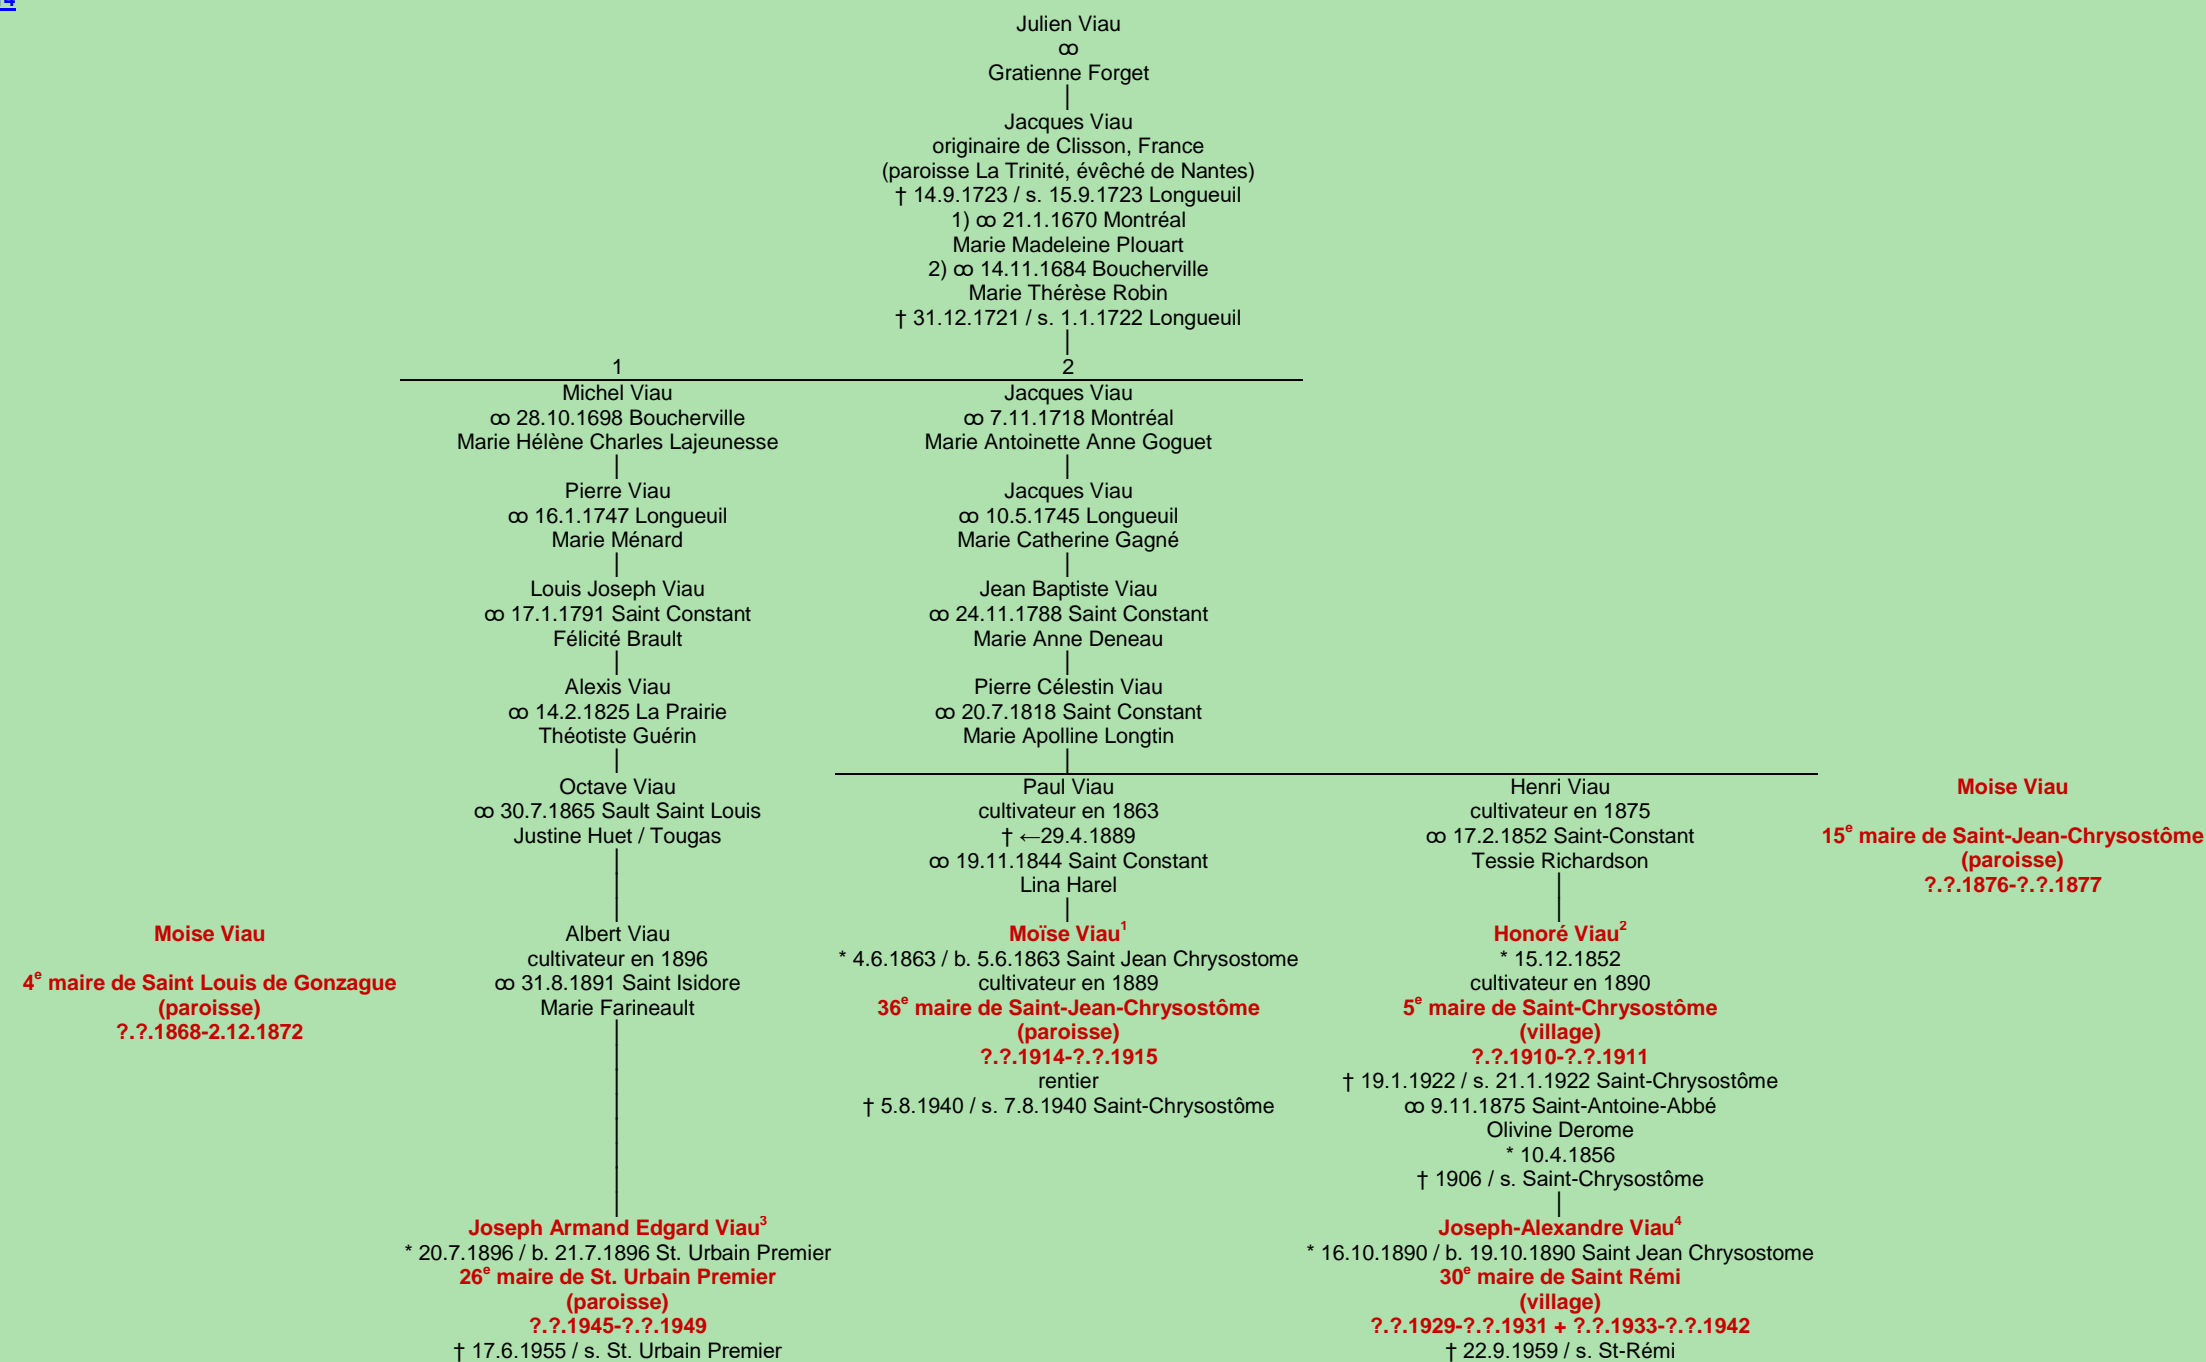 Julien Viau
ꝏ
Gratienne Forget
Jacques Viau
originaire de Clisson, France
(paroisse La Trinité, évêché de Nantes)
† 14.9.1723 / s. 15.9.1723 Longueuil
1) ꝏ 21.1.1670 Montréal
Marie Madeleine Plouart
2) ꝏ 14.11.1684 Boucherville
Marie Thérèse Robin
† 31.12.1721 / s. 1.1.1722 Longueuil
1
2
Michel Viau
ꝏ 28.10.1698 Boucherville
Marie Hélène Charles Lajeunesse
Jacques Viau
ꝏ 7.11.1718 Montréal
Marie Antoinette Anne Goguet
Pierre Viau
ꝏ 16.1.1747 Longueuil
Marie Ménard
Jacques Viau
ꝏ 10.5.1745 Longueuil
Marie Catherine Gagné
Louis Joseph Viau
ꝏ 17.1.1791 Saint Constant
Félicité Brault
Jean Baptiste Viau
ꝏ 24.11.1788 Saint Constant
Marie Anne Deneau
Alexis Viau
ꝏ 14.2.1825 La Prairie
Théotiste Guérin
Pierre Célestin Viau
ꝏ 20.7.1818 Saint Constant
Marie Apolline Longtin
Octave Viau
ꝏ 30.7.1865 Sault Saint Louis
Justine Huet / Tougas
Paul Viau
cultivateur en 1863
† ←29.4.1889
ꝏ 19.11.1844 Saint Constant
Lina Harel
Henri Viau
cultivateur en 1875
ꝏ 17.2.1852 Saint-Constant
Tessie Richardson
Moise Viau
15e maire de Saint-Jean-Chrysostôme
(paroisse)
?.?.1876-?.?.1877
Moise Viau
4e maire de Saint Louis de Gonzague
(paroisse)
?.?.1868-2.12.1872
Albert Viau
cultivateur en 1896
ꝏ 31.8.1891 Saint Isidore
Marie Farineault
Moïse Viau1
* 4.6.1863 / b. 5.6.1863 Saint Jean Chrysostome
cultivateur en 1889
36e maire de Saint-Jean-Chrysostôme
(paroisse)
?.?.1914-?.?.1915
rentier
† 5.8.1940 / s. 7.8.1940 Saint-Chrysostôme
Honoré Viau2
* 15.12.1852
cultivateur en 1890
5e maire de Saint-Chrysostôme
(village)
?.?.1910-?.?.1911
† 19.1.1922 / s. 21.1.1922 Saint-Chrysostôme
ꝏ 9.11.1875 Saint-Antoine-Abbé
Olivine Derome
* 10.4.1856
† 1906 / s. Saint-Chrysostôme
Joseph Armand Edgard Viau3
* 20.7.1896 / b. 21.7.1896 St. Urbain Premier
26e maire de St. Urbain Premier
(paroisse)
?.?.1945-?.?.1949
† 17.6.1955 / s. St. Urbain Premier
Joseph-Alexandre Viau4
* 16.10.1890 / b. 19.10.1890 Saint Jean Chrysostome
30e maire de Saint Rémi
(village)
?.?.1929-?.?.1931 + ?.?.1933-?.?.1942
† 22.9.1959 / s. St-Rémi